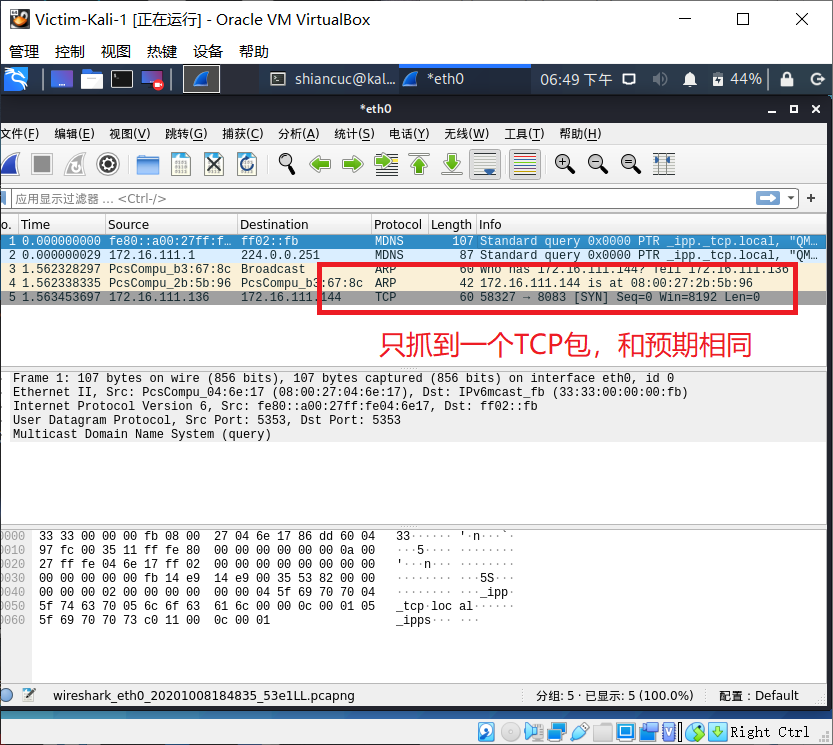 Victim-Kali-1 [正在运行] - Oracle VM VirtualBox
管理 控制 视图 热键 设备 帮助
shiancuc@kal... *eth0 06:49 下午 44%
*eth0
文件(F) 编辑(E) 视图(V) 跳转(G) 捕获(C) 分析(A) 统计(S) 电话(Y) 无线(W) 工具(T) 帮助(H)
应用显示过滤器 … <Ctrl-/>
o. Time Source Destination Protocol Length Info
1 0.000000000 fe80::a00:27ff:f… ff02::fb MDNS 107 Standard query 0x0000 PTR _ipp._tcp.local, "QM…
2 0.000000029 172.16.111.1 224.0.0.251 MDNS 87 Standard query 0x0000 PTR _ipp._tcp.local, "QM…
3 1.562328297 PcsCompu_b3:67:8c Broadcast ARP 60 Who has 172.16.111.144? Tell 172.16.111.136
4 1.562338335 PcsCompu_2b:5b:96 PcsCompu_b3:67:8c ARP 42 172.16.111.144 is at 08:00:27:2b:5b:96
5 1.563453697 172.16.111.136 172.16.111.144 TCP 60 58327 → 8083 [SYN] Seq=0 Win=8192 Len=0
只抓到一个TCP包，和预期相同
Frame 1: 107 bytes on wire (856 bits), 107 bytes captured (856 bits) on interface eth0, id 0
Ethernet II, Src: PcsCompu_04:6e:17 (08:00:27:04:6e:17), Dst: IPv6mcast_fb (33:33:00:00:00:fb)
Internet Protocol Version 6, Src: fe80::a00:27ff:fe04:6e17, Dst: ff02::fb
User Datagram Protocol, Src Port: 5353, Dst Port: 5353
Multicast Domain Name System (query)
0000 33 33 00 00 00 fb 08 00 27 04 6e 17 86 dd 60 04 33······ '·n···`·
0010 97 fc 00 35 11 ff fe 80 00 00 00 00 00 00 0a 00 ···5···· ········
0020 27 ff fe 04 6e 17 ff 02 00 00 00 00 00 00 00 00 '···n··· ········
0030 00 00 00 00 00 fb 14 e9 14 e9 00 35 53 82 00 00 ········ ···5S···
0040 00 00 00 02 00 00 00 00 00 00 04 5f 69 70 70 04 ········ ···_ipp·
0050 5f 74 63 70 05 6c 6f 63 61 6c 00 00 0c 00 01 05 _tcp·loc al······
0060 5f 69 70 70 73 c0 11 00 0c 00 01 _ipps··· ···
wireshark_eth0_20201008184835_53e1LL.pcapng 分组: 5 · 已显示: 5 (100.0%) 配置：Default
Right Ctrl